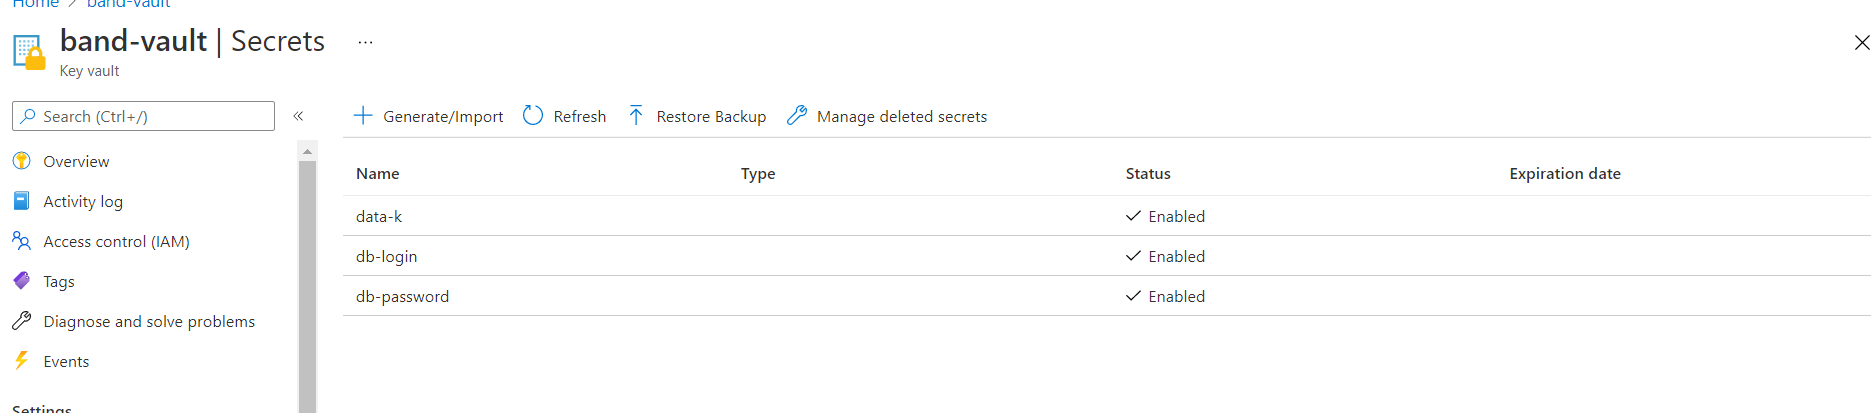 Home > band-vault
band-vault | Secrets ...
Key vault
Search (Ctrl+/) «
Generate/Import Refresh Restore Backup Manage deleted secrets
Overview
Activity log
Access control (IAM)
Tags
Diagnose and solve problems
Events
Settings
Name Type Status Expiration date
data-k Enabled
db-login Enabled
db-password Enabled